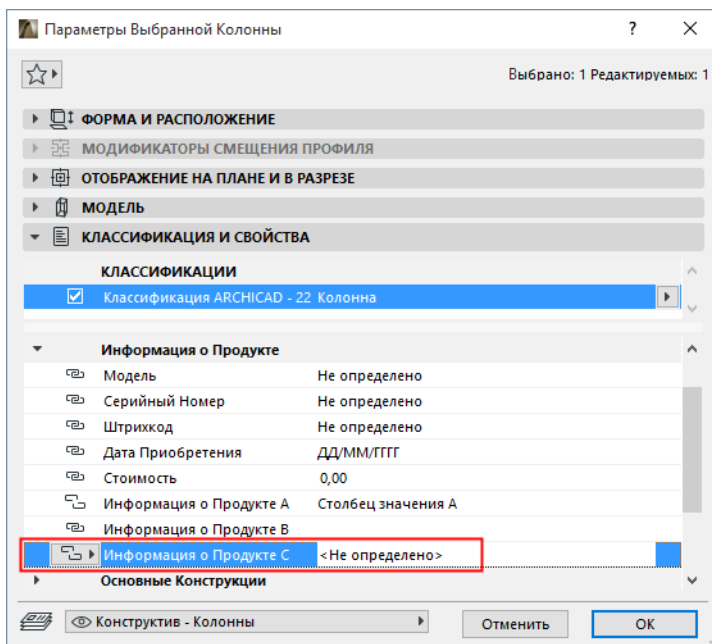 Параметры Выбранной Колонны ?
Выбрано: 1 Редактируемых: 1
ФОРМА И РАСПОЛОЖЕНИЕ
МОДИФИКАТОРЫ СМЕЩЕНИЯ ПРОФИЛЯ
ОТОБРАЖЕНИЕ НА ПЛАНЕ И В РАЗРЕЗЕ
МОДЕЛЬ
КЛАССИФИКАЦИЯ И СВОЙСТВА
КЛАССИФИКАЦИИ
Классификация ARCHICAD - 22 Колонна
Информация о Продукте
Модель Не определено
Серийный Номер Не определено
Штрихкод Не определено
Дата Приобретения ДД/ММ/ГГГГ
Стоимость 0,00
Информация о Продукте A Столбец значения A
Информация о Продукте B
Информация о Продукте C <Не определено>
Основные Конструкции
Конструктив - Колонны Отменить ОК